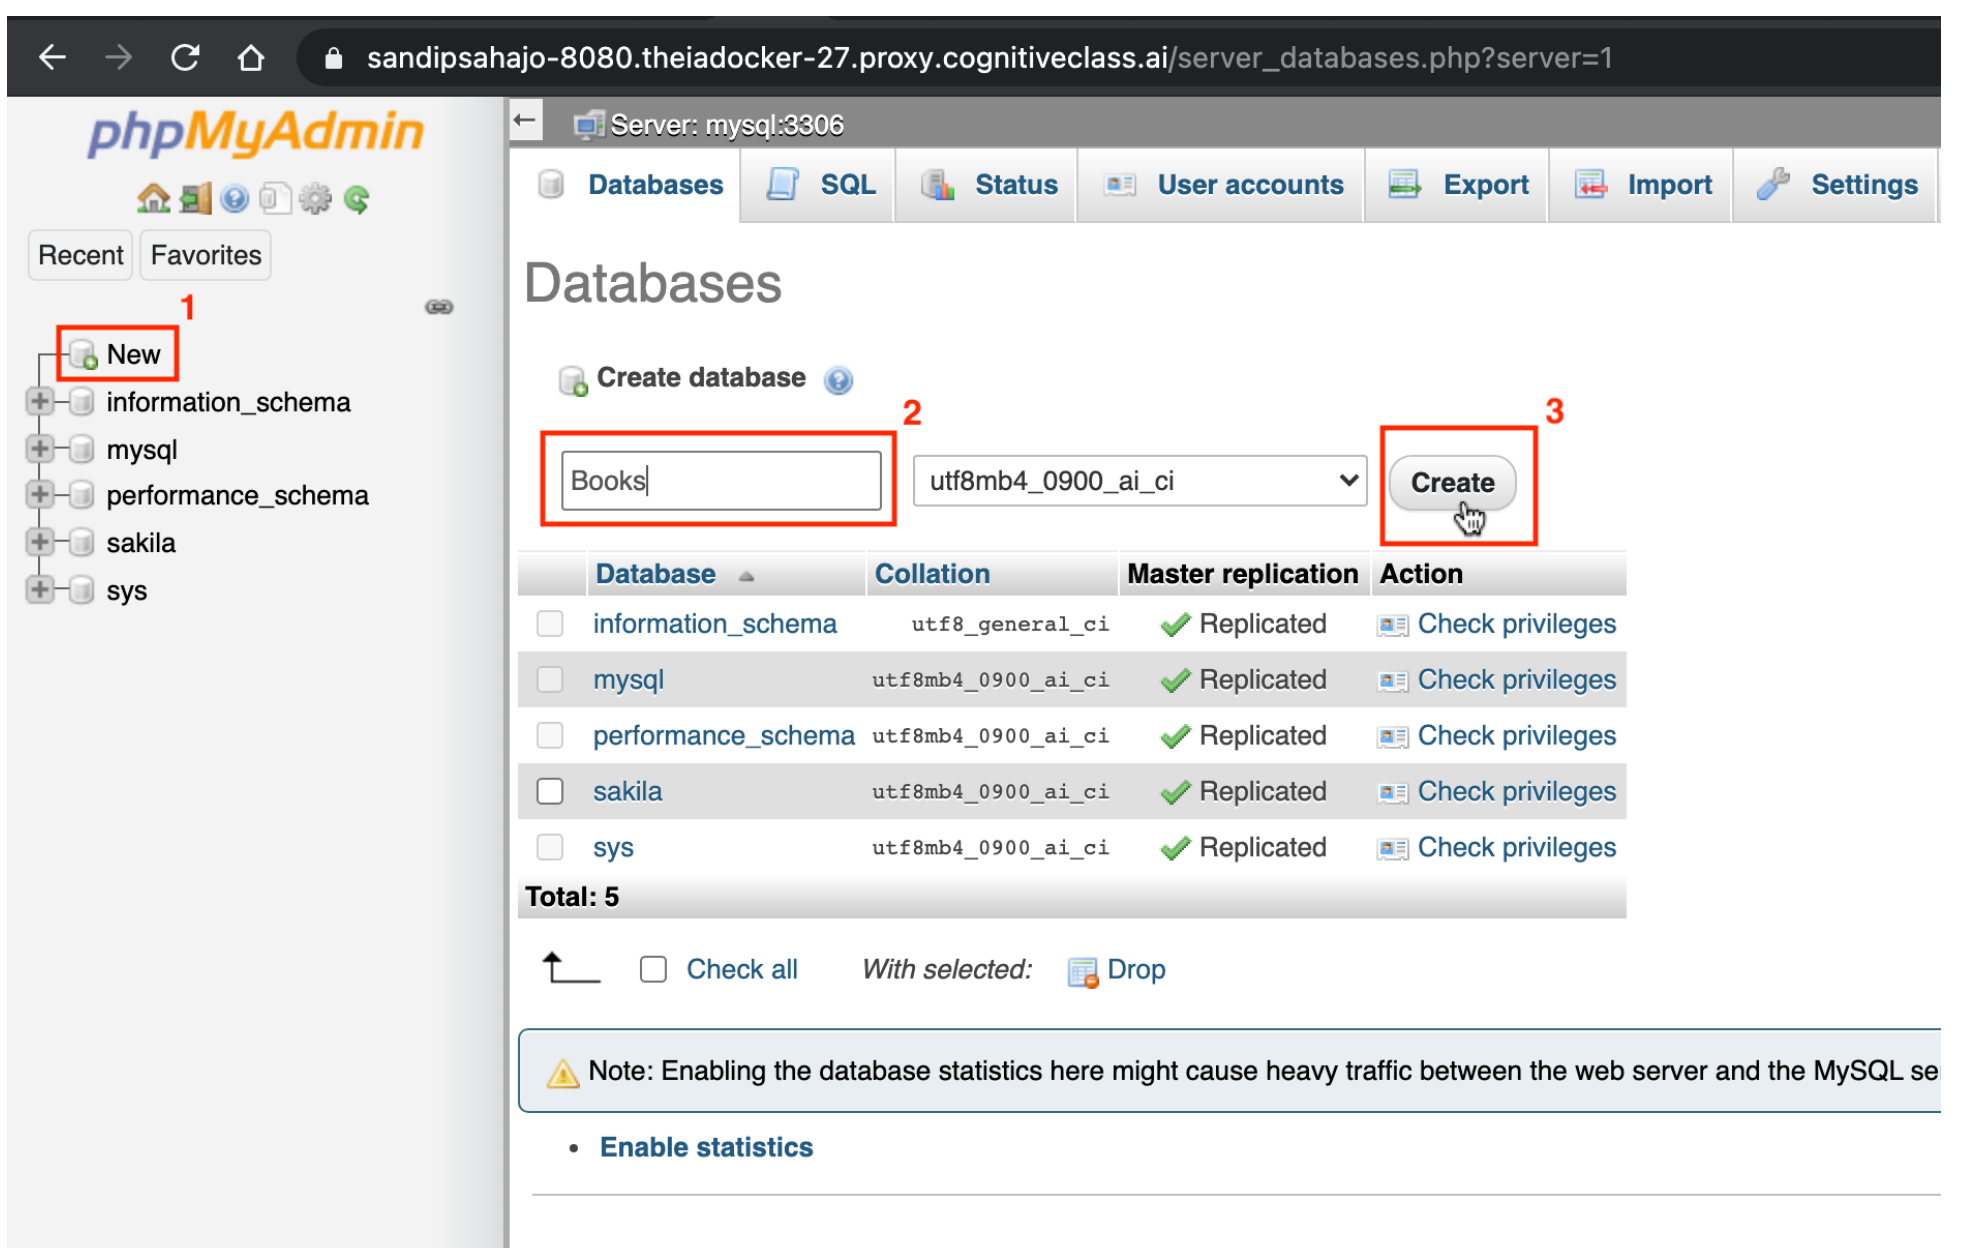 sandipsahajo-8080.theiadocker-27.proxy.cognitiveclass.ai/server_databases.php?server=1
phpMyAdmin
Recent Favorites
1
New
information_schema
mysql
performance_schema
sakila
sys
Server: mysql:3306
Databases SQL Status User accounts Export Import Settings
Databases
Create database
2 3
Books utf8mb4_0900_ai_ci Create
Database Collation Master replication Action
information_schema utf8_general_ci Replicated Check privileges
mysql utf8mb4_0900_ai_ci Replicated Check privileges
performance_schema utf8mb4_0900_ai_ci Replicated Check privileges
sakila utf8mb4_0900_ai_ci Replicated Check privileges
sys utf8mb4_0900_ai_ci Replicated Check privileges
Total: 5
Check all With selected: Drop
Note: Enabling the database statistics here might cause heavy traffic between the web server and the MySQL se
Enable statistics